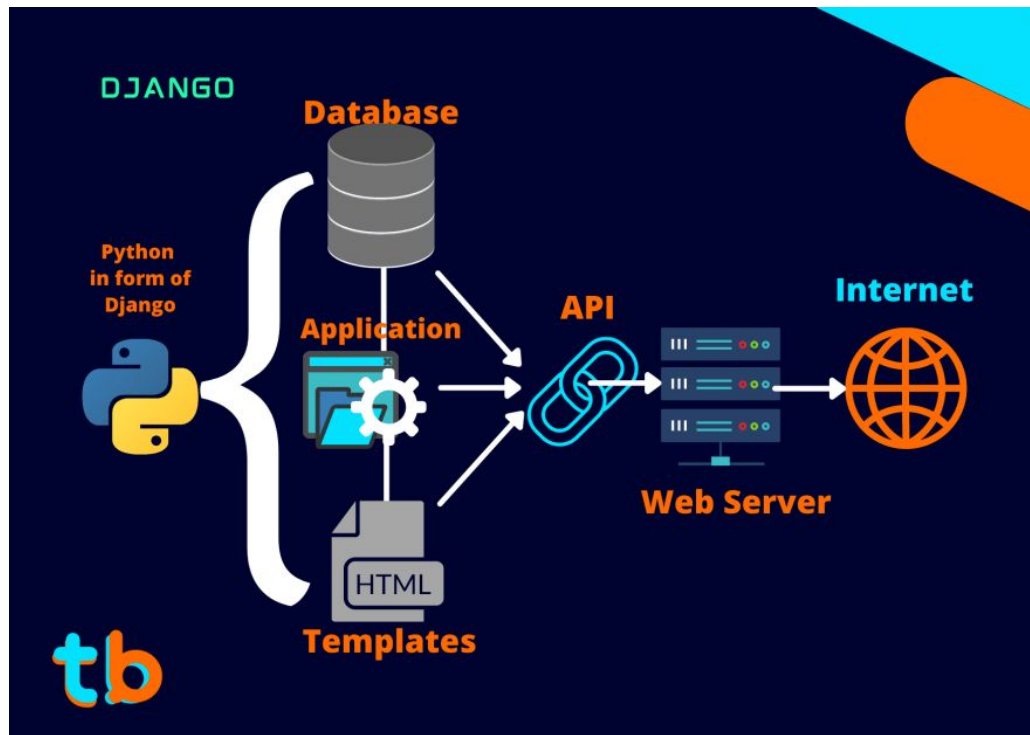 DJANGO
Database
Python
in form of
Django
Application
API
Internet
Web Server
HTML
Templates
tb